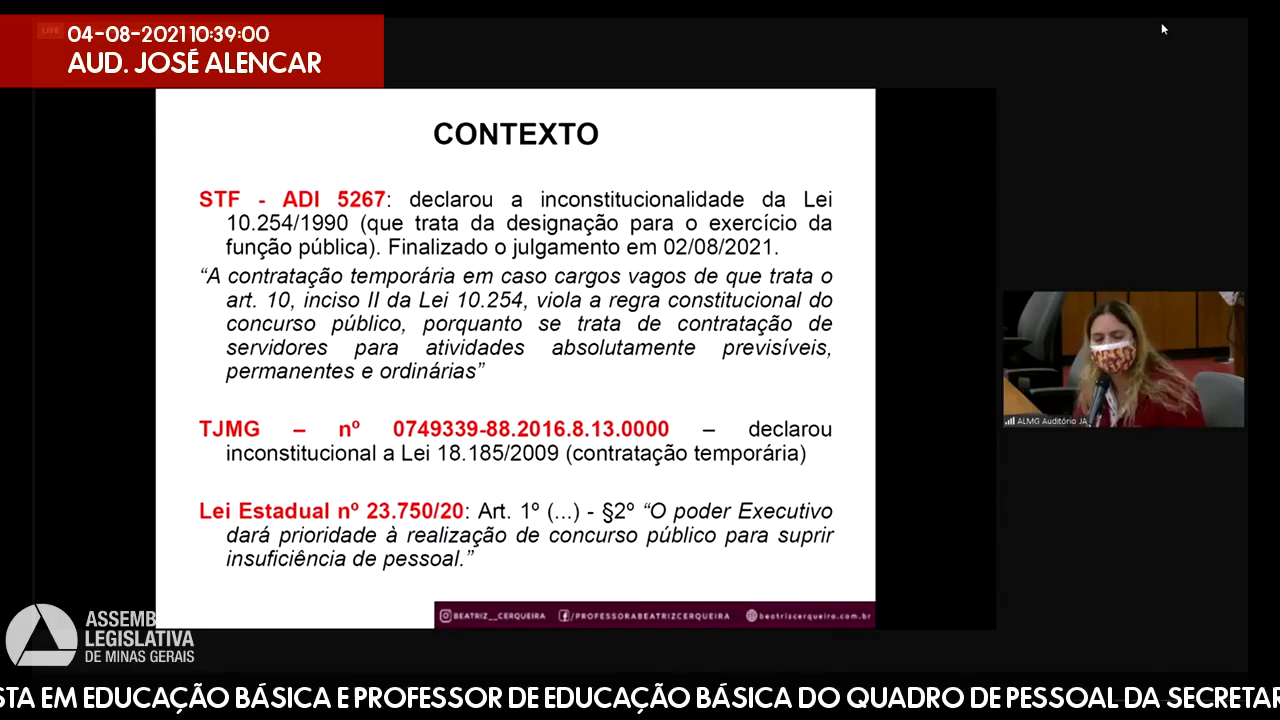 LIVE
04-08-2021 10:39:00
AUD. JOSÉ ALENCAR
CONTEXTO
STF - ADI 5267: declarou a inconstitucionalidade da Lei
10.254/1990 (que trata da designação para o exercício da
função pública). Finalizado o julgamento em 02/08/2021.
“A contratação temporária em caso cargos vagos de que trata o
art. 10, inciso II da Lei 10.254, viola a regra constitucional do
concurso público, porquanto se trata de contratação de
servidores para atividades absolutamente previsíveis,
permanentes e ordinárias”
TJMG – nº 0749339-88.2016.8.13.0000 – declarou
inconstitucional a Lei 18.185/2009 (contratação temporária)
Lei Estadual nº 23.750/20: Art. 1º (...) - §2º “O poder Executivo
dará prioridade à realização de concurso público para suprir
insuficiência de pessoal.”
BEATRIZ__CERQUEIRA /PROFESSORABEATRIZCERQUEIRA beatrizcerqueiro.com.br
ALMG Auditório JA
ASSEMB
LEGISLATIVA
DE MINAS GERAIS
STA EM EDUCAÇÃO BÁSICA E PROFESSOR DE EDUCAÇÃO BÁSICA DO QUADRO DE PESSOAL DA SECRETAR